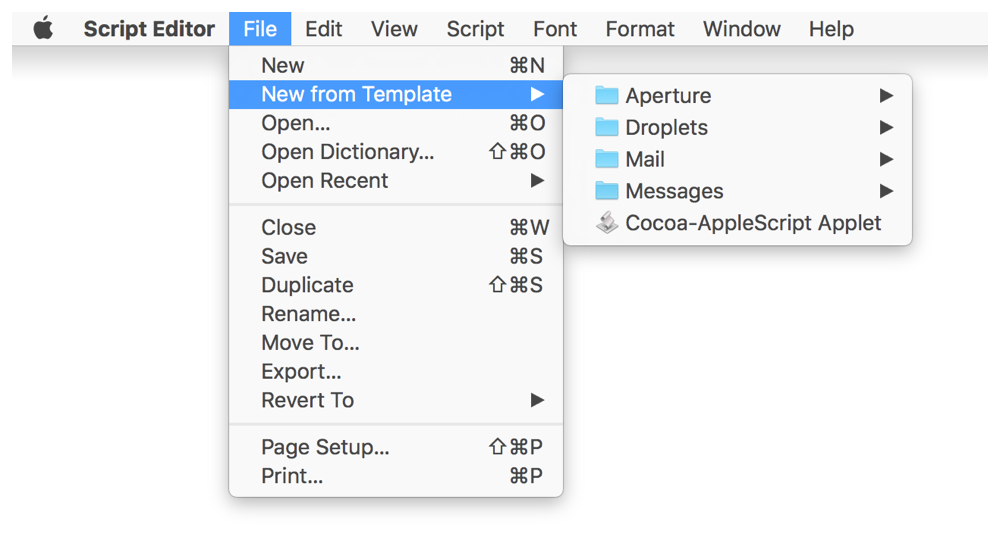 Script Editor File Edit View Script Font Format Window Help
New ⌘N
New from Template ▶
Open... ⌘O
Open Dictionary... ⇧⌘O
Open Recent ▶
Close ⌘W
Save ⌘S
Duplicate ⇧⌘S
Rename...
Move To...
Export...
Revert To ▶
Page Setup... ⇧⌘P
Print... ⌘P
Aperture ▶
Droplets ▶
Mail ▶
Messages ▶
Cocoa-AppleScript Applet